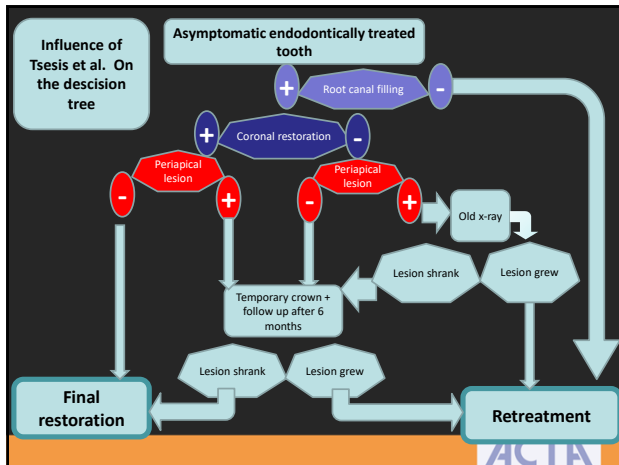 Influence of
Tsesis et al. On
the descision
tree
Asymptomatic endodontically treated
tooth
+
Root canal filling
-
+
Coronal restoration
-
Periapical
lesion
-
+
Periapical
lesion
-
+
Old x-ray
Lesion shrank
Lesion grew
Temporary crown +
follow up after 6
months
Lesion shrank
Lesion grew
Final
restoration
Retreatment
ACTA